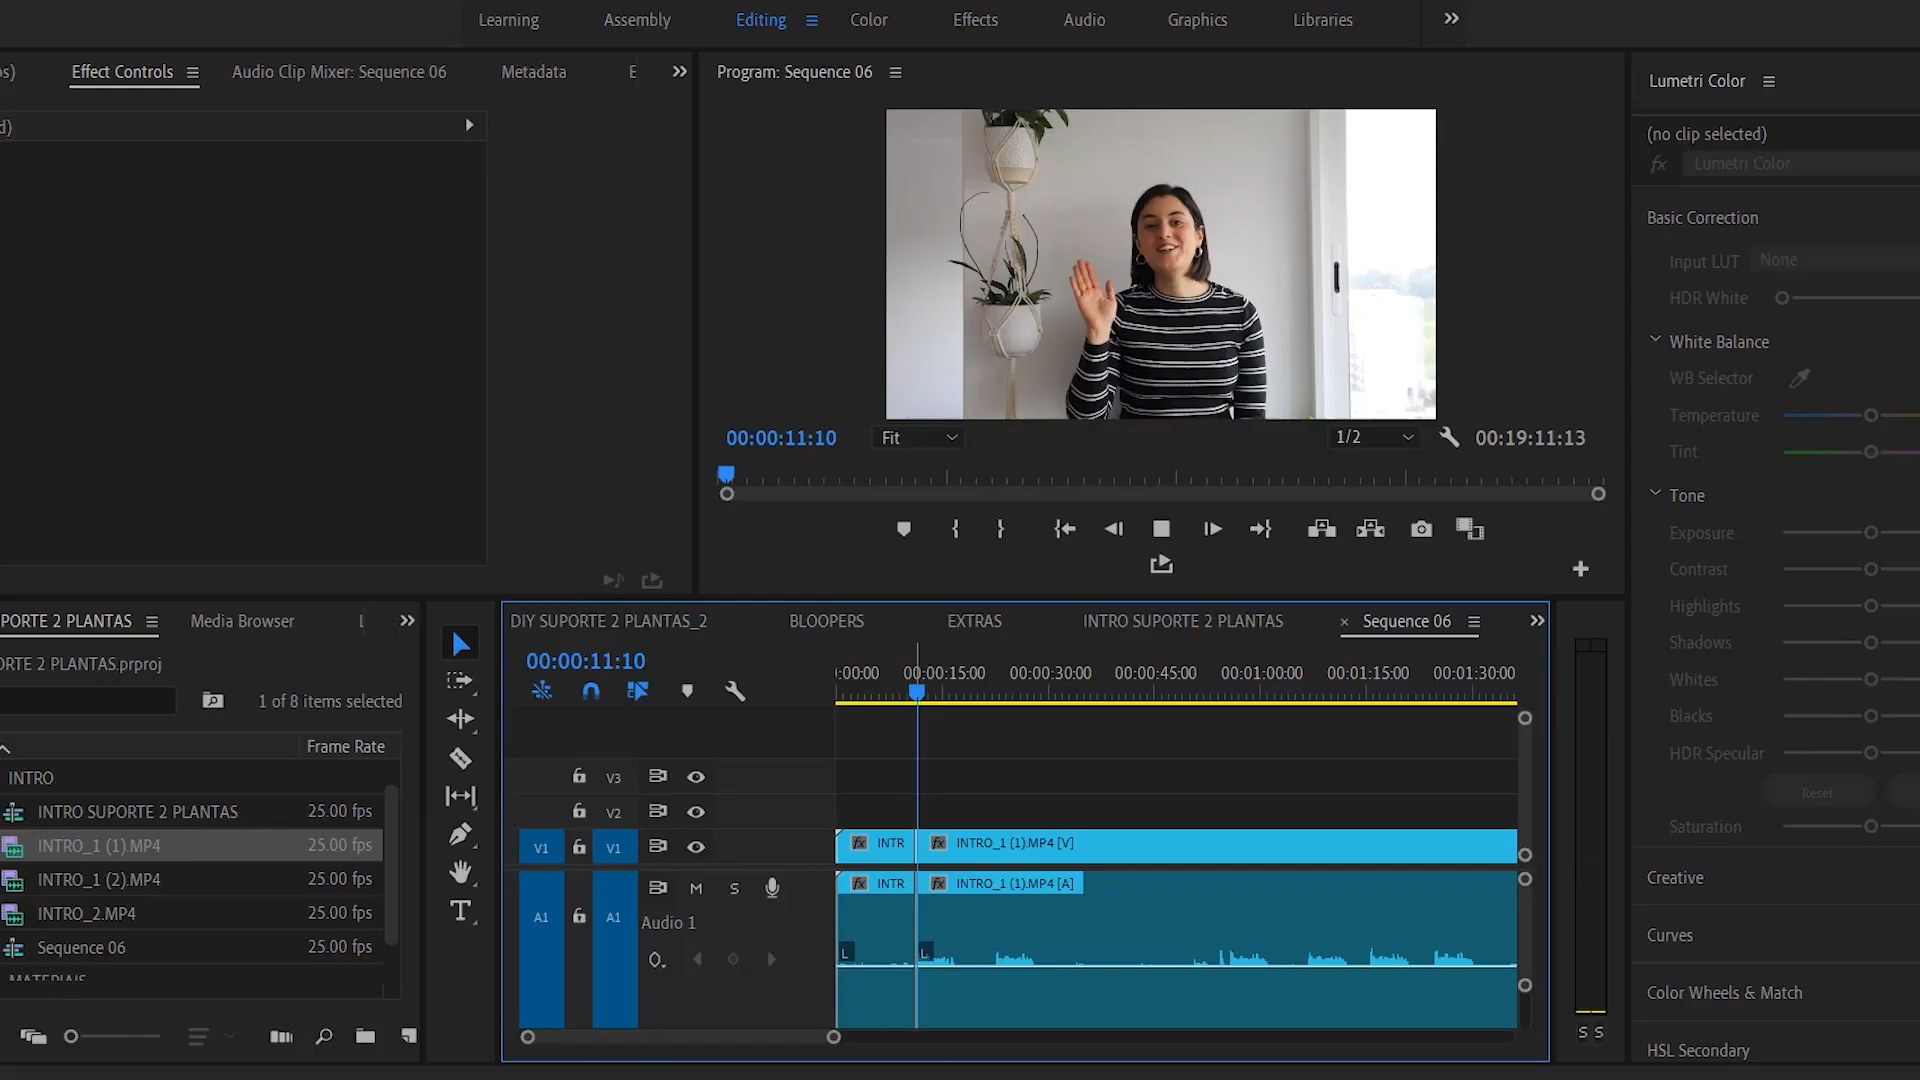 Learning Assembly Editing Color Effects Audio Graphics Libraries
os) Effect Controls Audio Clip Mixer: Sequence 06 Metadata E
Program: Sequence 06
Lumetri Color
d)
(no clip selected)
fx Lumetri Color
Basic Correction
Input LUT None
HDR White
White Balance
WB Selector
Temperature
Tint
Tone
Exposure
Contrast
Highlights
Shadows
Whites
Blacks
HDR Specular
Reset
Saturation
Creative
Curves
Color Wheels & Match
HSL Secondary
00:00:11:10 Fit 1/2 00:19:11:13
PORTE 2 PLANTAS Media Browser
ORTE 2 PLANTAS.prproj
1 of 8 items selected
Frame Rate
INTRO
INTRO SUPORTE 2 PLANTAS 25.00 fps
INTRO_1 (1).MP4 25.00 fps
INTRO_1 (2).MP4 25.00 fps
INTRO_2.MP4 25.00 fps
Sequence 06 25.00 fps
DIY SUPORTE 2 PLANTAS_2 BLOOPERS EXTRAS INTRO SUPORTE 2 PLANTAS × Sequence 06
00:00:11:10
:00:00 00:00:15:00 00:00:30:00 00:00:45:00 00:01:00:00 00:01:15:00 00:01:30:00
V3
V2
V1 V1 fx INTR fx INTRO_1 (1).MP4 [V]
M S fx INTR fx INTRO_1 (1).MP4 [A]
A1 A1 Audio 1
L L
S S